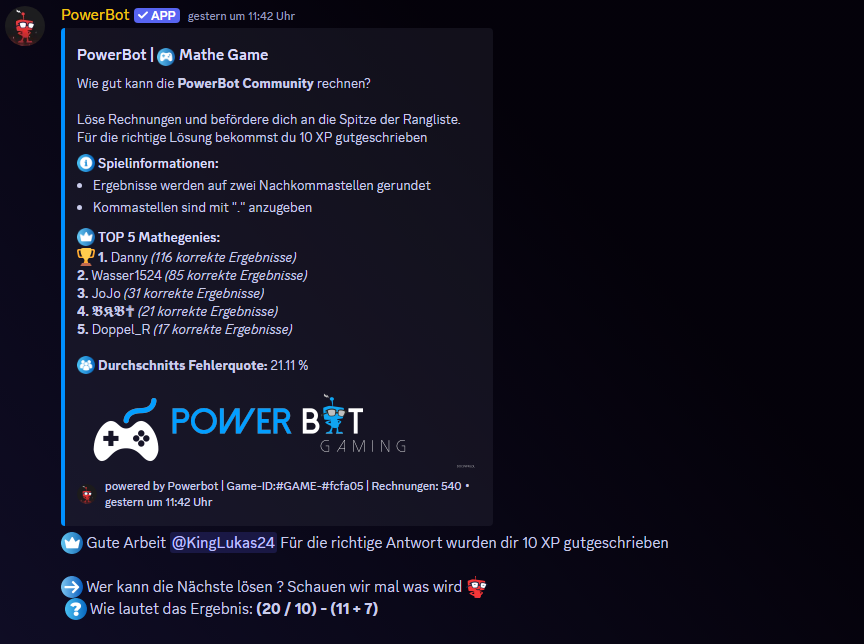 PowerBot ✓ APP gestern um 11:42 Uhr
PowerBot | 🎮 Mathe Game
Wie gut kann die PowerBot Community rechnen?
Löse Rechnungen und befördere dich an die Spitze der Rangliste.
Für die richtige Lösung bekommst du 10 XP gutgeschrieben
Spielinformationen:
• Ergebnisse werden auf zwei Nachkommastellen gerundet
• Kommastellen sind mit "." anzugeben
TOP 5 Mathegenies:
🏆 1. Danny (116 korrekte Ergebnisse)
2. Wasser1524 (85 korrekte Ergebnisse)
3. JoJo (31 korrekte Ergebnisse)
4. (21 korrekte Ergebnisse)
5. Doppel_R (17 korrekte Ergebnisse)
Durchschnitts Fehlerquote: 21.11 %
POWER BOT
GAMING
powered by Powerbot | Game-ID:#GAME-#fcfa05 | Rechnungen: 540 •
gestern um 11:42 Uhr
Gute Arbeit @KingLukas24 Für die richtige Antwort wurden dir 10 XP gutgeschrieben
Wer kann die Nächste lösen ? Schauen wir mal was wird
Wie lautet das Ergebnis: (20 / 10) - (11 + 7)